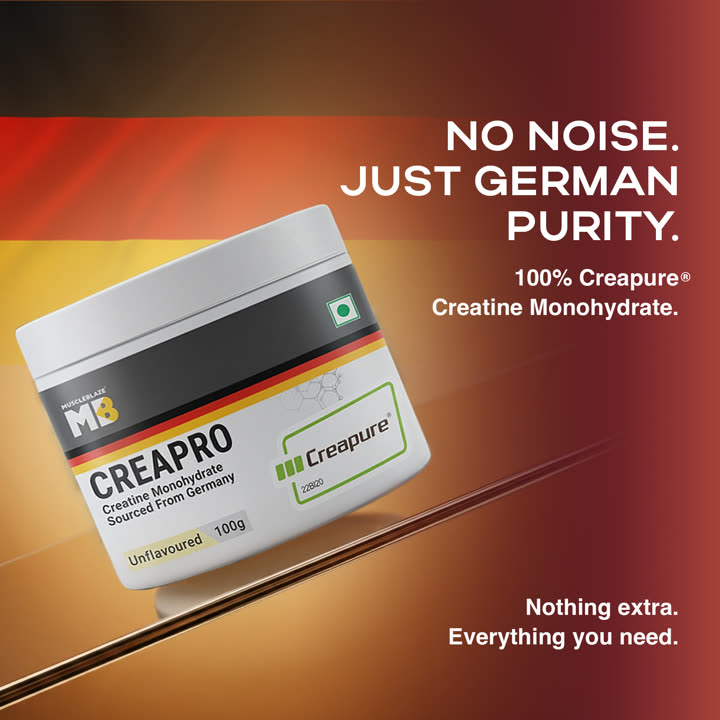 NO NOISE.
JUST GERMAN
PURITY.
100% Creapure®
Creatine Monohydrate.
MUSCLEBLAZE
MB
CREAPRO
Creatine Monohydrate
Sourced From Germany
Unflavoured 100g
Creapure®
228I20
Nothing extra.
Everything you need.